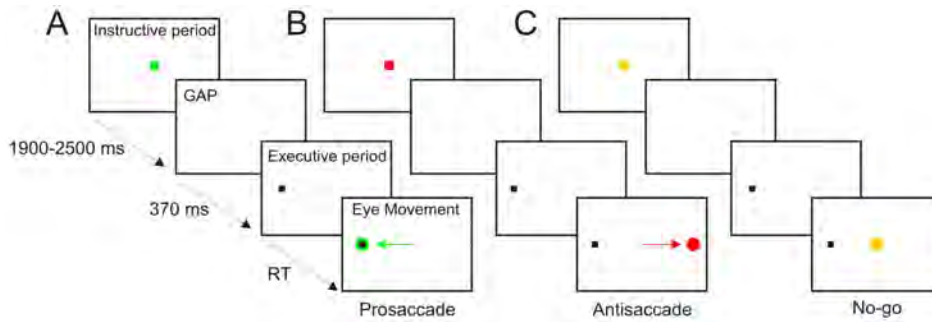 A
B
C
Instructive period
GAP
1900-2500 ms
Executive period
370 ms
Eye Movement
RT
Prosaccade
Antisaccade
No-go